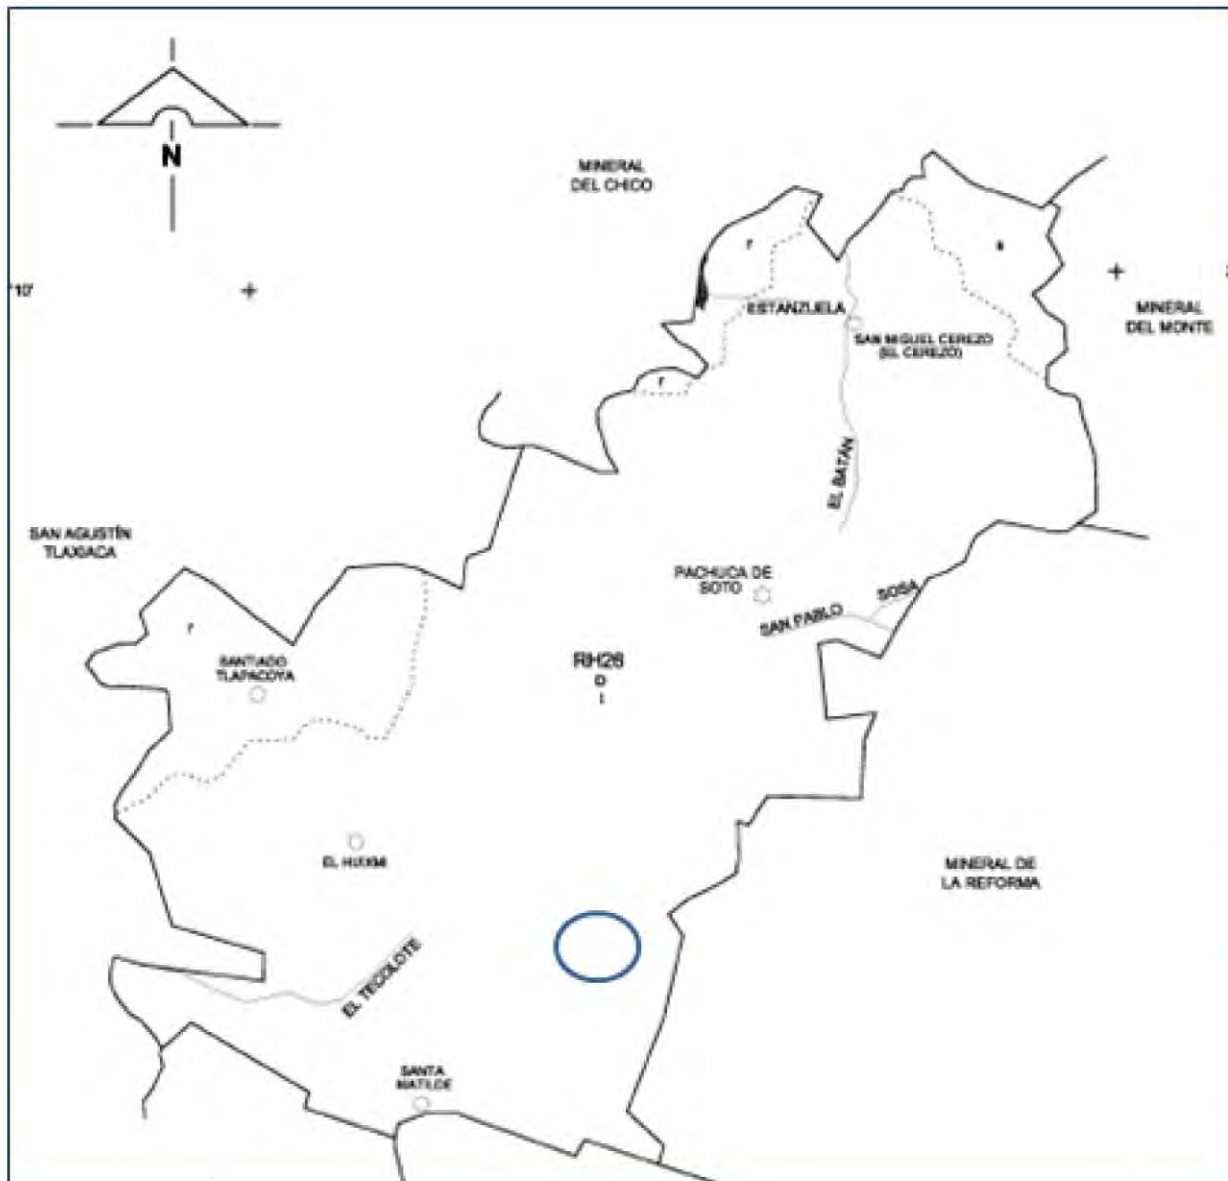 N
MINERAL
DEL CHICO
r
a
10'
ESTANZUELA
MINERAL
DEL MONTE
SAN MIGUEL CEREZO
(EL CEREZO)
r
EL BATÁN
SAN AGUSTÍN
TLAXIACA
PACHUCA DE
SOTO
SOSA
SAN PABLO
r
SANTIAGO
TLAPACOYA
RH26
D
I
EL HUIXMI
MINERAL DE
LA REFORMA
EL TECOLOTE
SANTA
MATILDE